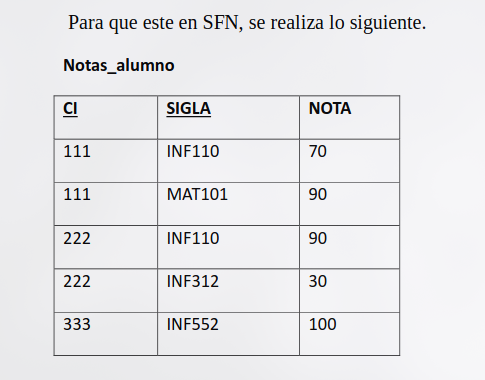 Para que este en SFN, se realiza lo siguiente.
Notas_alumno
CI SIGLA NOTA
111 INF110 70
111 MAT101 90
222 INF110 90
222 INF312 30
333 INF552 100